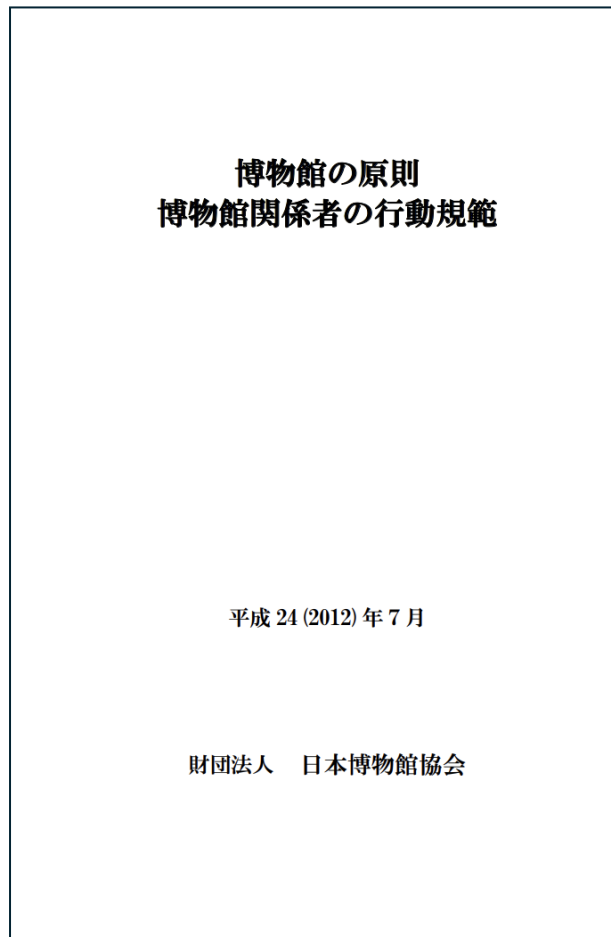 博物館の原則
博物館関係者の行動規範
平成 24 (2012) 年 7 月
財団法人　日本博物館協会